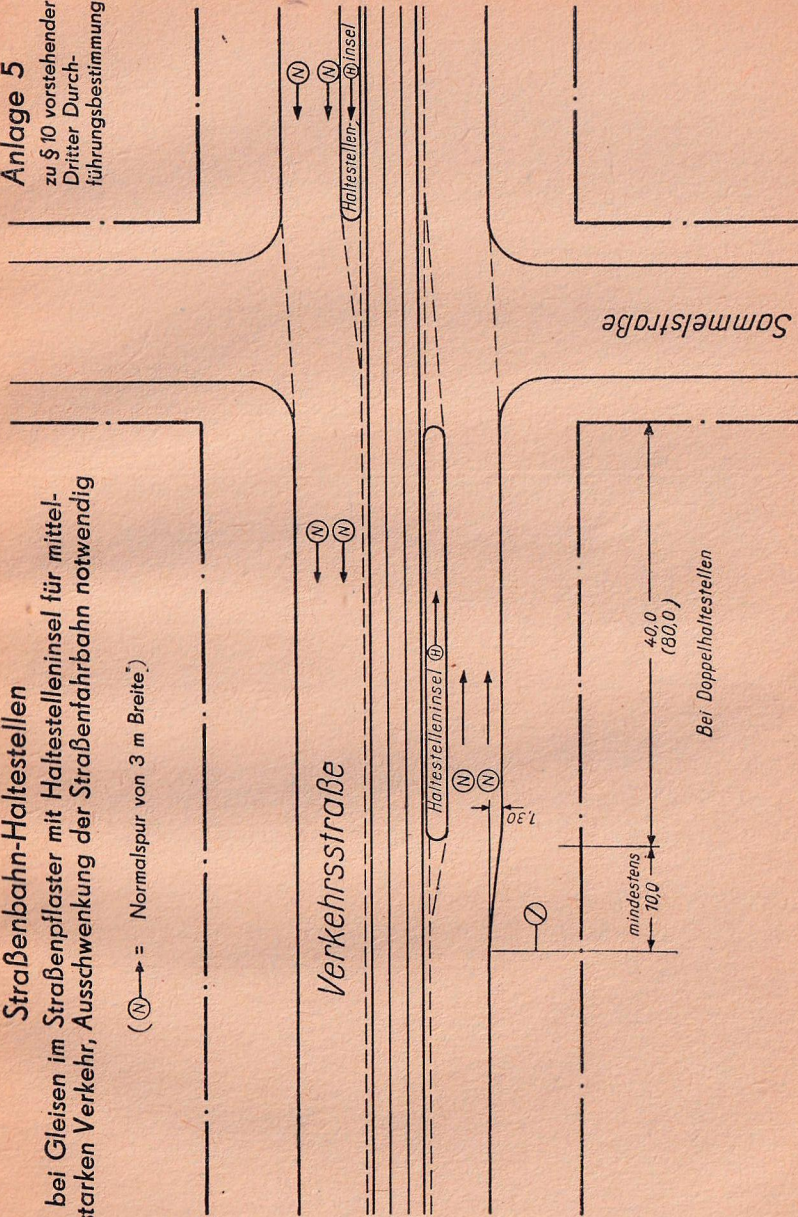 Anlage 5
zu § 10 vorstehender
Dritter Durch-
führungsbestimmung
Straßenbahn-Haltestellen
bei Gleisen im Straßenpflaster mit Haltestelleninsel für mittel-
starken Verkehr, Ausschwenkung der Straßenfahrbahn notwendig
(N = Normalspur von 3 m Breite)
N
N
Haltestellen- H insel
N
N
Verkehrsstraße
Haltestelleninsel H
N
N
1,30
Sammelstraße
mindestens
10,0
40,0
(80,0)
Bei Doppelhaltestellen